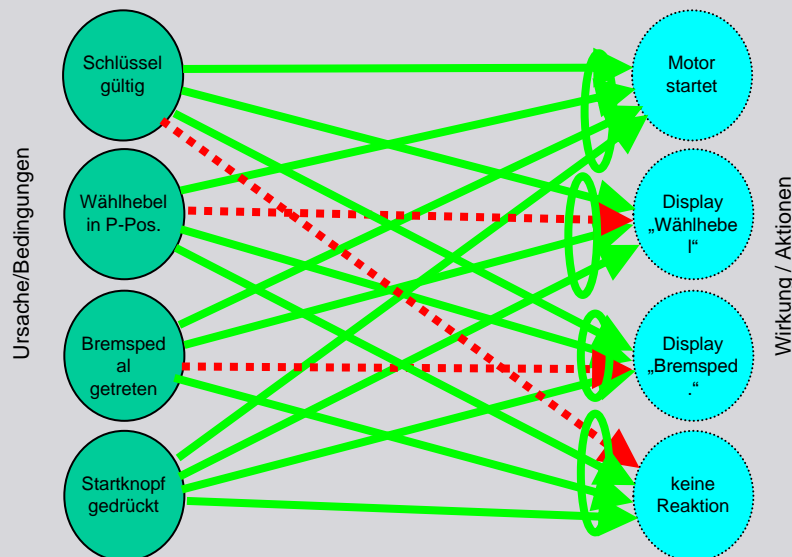 Ursache/Bedingungen
Schlüssel
gültig
Wählhebel
in P-Pos.
Bremsped
al
getreten
Startknopf
gedrückt
Motor
startet
Display
„Wählhebe
l“
Display
„Bremsped
.“
keine
Reaktion
Wirkung / Aktionen